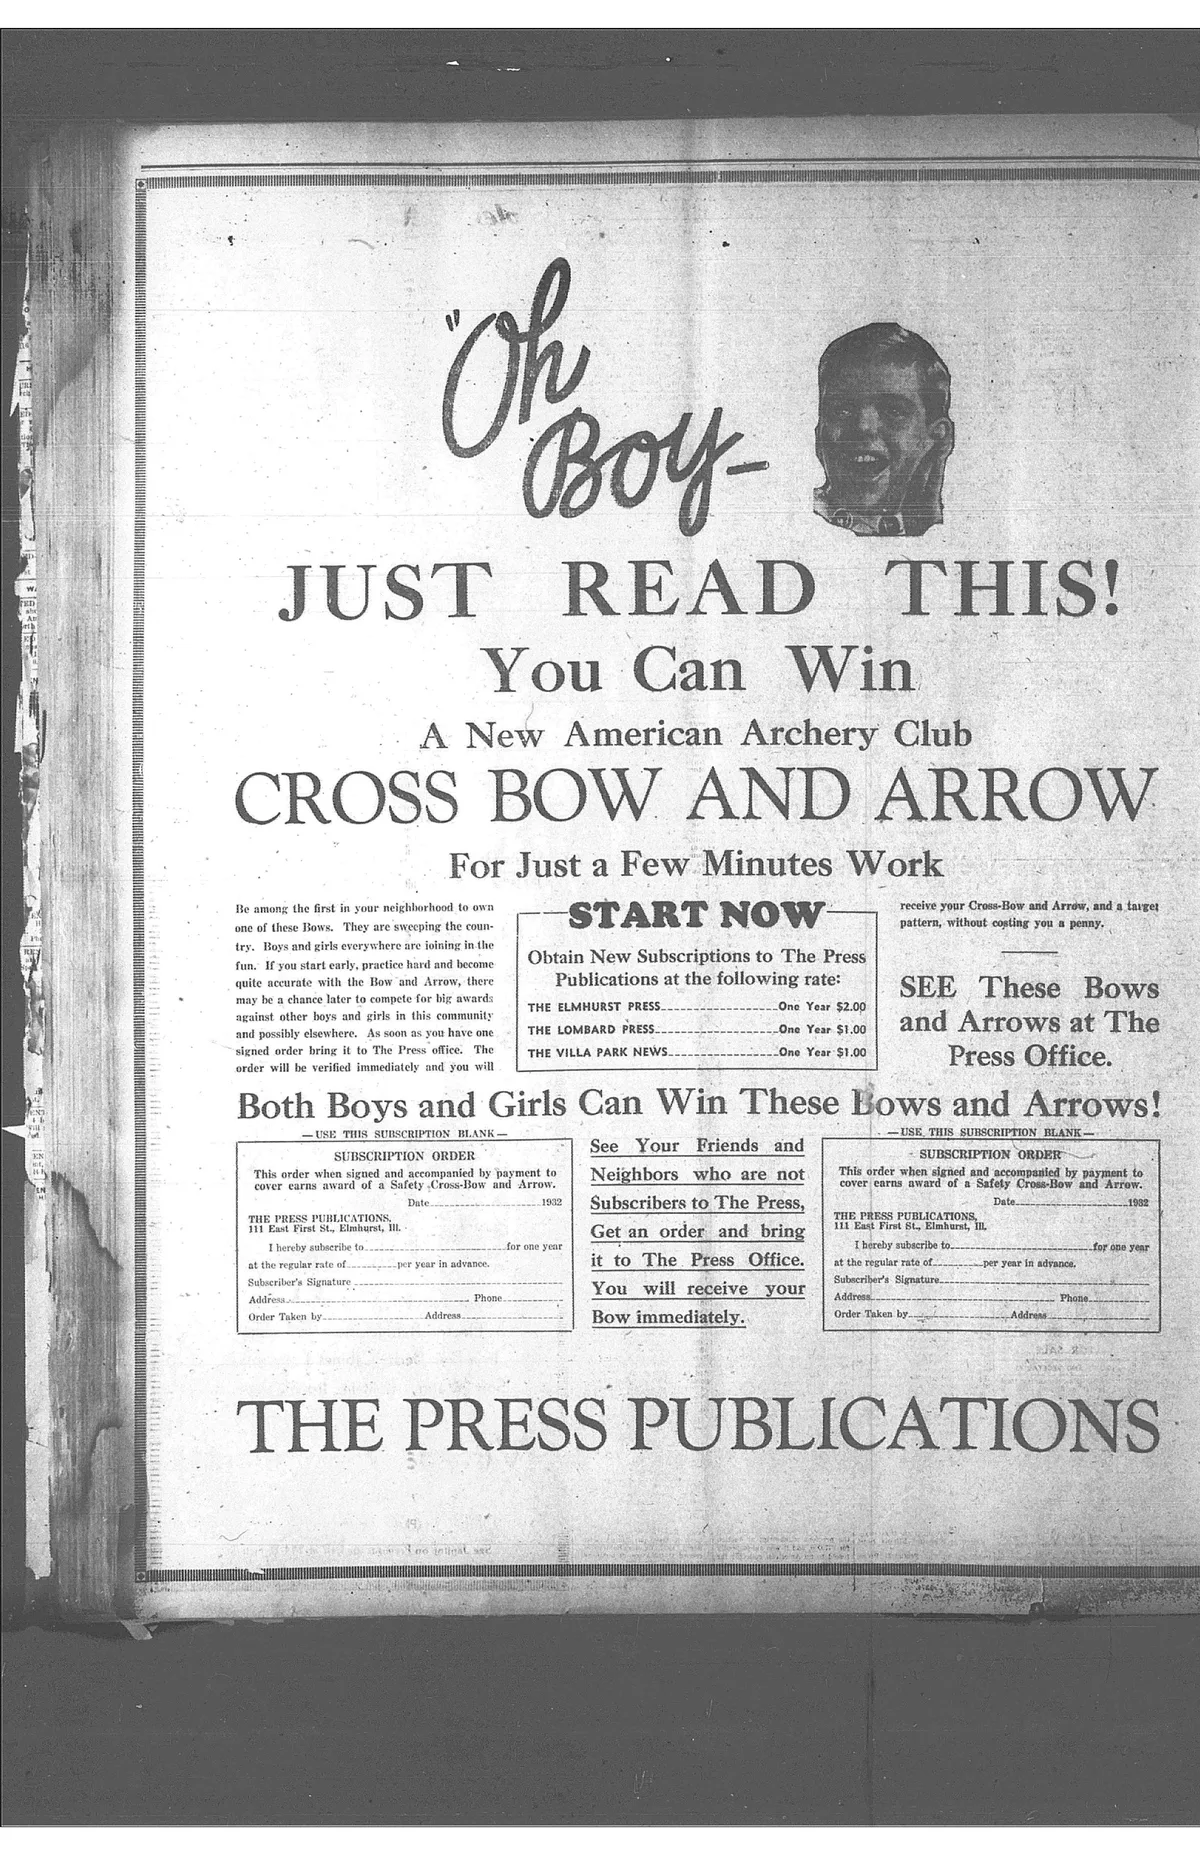 "Oh
Boy—
JUST READ THIS!
You Can Win
A New American Archery Club
CROSS BOW AND ARROW
For Just a Few Minutes Work
Be among the first in your neighborhood to own
one of these Bows. They are sweeping the coun-
try. Boys and girls everywhere are joining in the
fun. If you start early, practice hard and become
quite accurate with the Bow and Arrow, there
may be a chance later to compete for big awards
against other boys and girls in this community
and possibly elsewhere. As soon as you have one
signed order bring it to The Press office. The
order will be verified immediately and you will
START NOW
Obtain New Subscriptions to The Press
Publications at the following rate:
THE ELMHURST PRESS One Year $2.00
THE LOMBARD PRESS One Year $1.00
THE VILLA PARK NEWS One Year $1.00
receive your Cross-Bow and Arrow, and a target
pattern, without costing you a penny.
SEE These Bows
and Arrows at The
Press Office.
Both Boys and Girls Can Win These Bows and Arrows!
—USE THIS SUBSCRIPTION BLANK—
SUBSCRIPTION ORDER
This order when signed and accompanied by payment to
cover earns award of a Safety Cross-Bow and Arrow.
Date 1932
THE PRESS PUBLICATIONS,
111 East First St., Elmhurst, Ill.
I hereby subscribe to for one year
at the regular rate of per year in advance.
Subscriber's Signature
Address Phone
Order Taken by Address
See Your Friends and
Neighbors who are not
Subscribers to The Press,
Get an order and bring
it to The Press Office.
You will receive your
Bow immediately.
—USE THIS SUBSCRIPTION BLANK—
SUBSCRIPTION ORDER
This order when signed and accompanied by payment to
cover earns award of a Safety Cross-Bow and Arrow.
Date 1932
THE PRESS PUBLICATIONS,
111 East First St., Elmhurst, Ill.
I hereby subscribe to for one year
at the regular rate of per year in advance.
Subscriber's Signature
Address Phone
Order Taken by Address
THE PRESS PUBLICATIONS